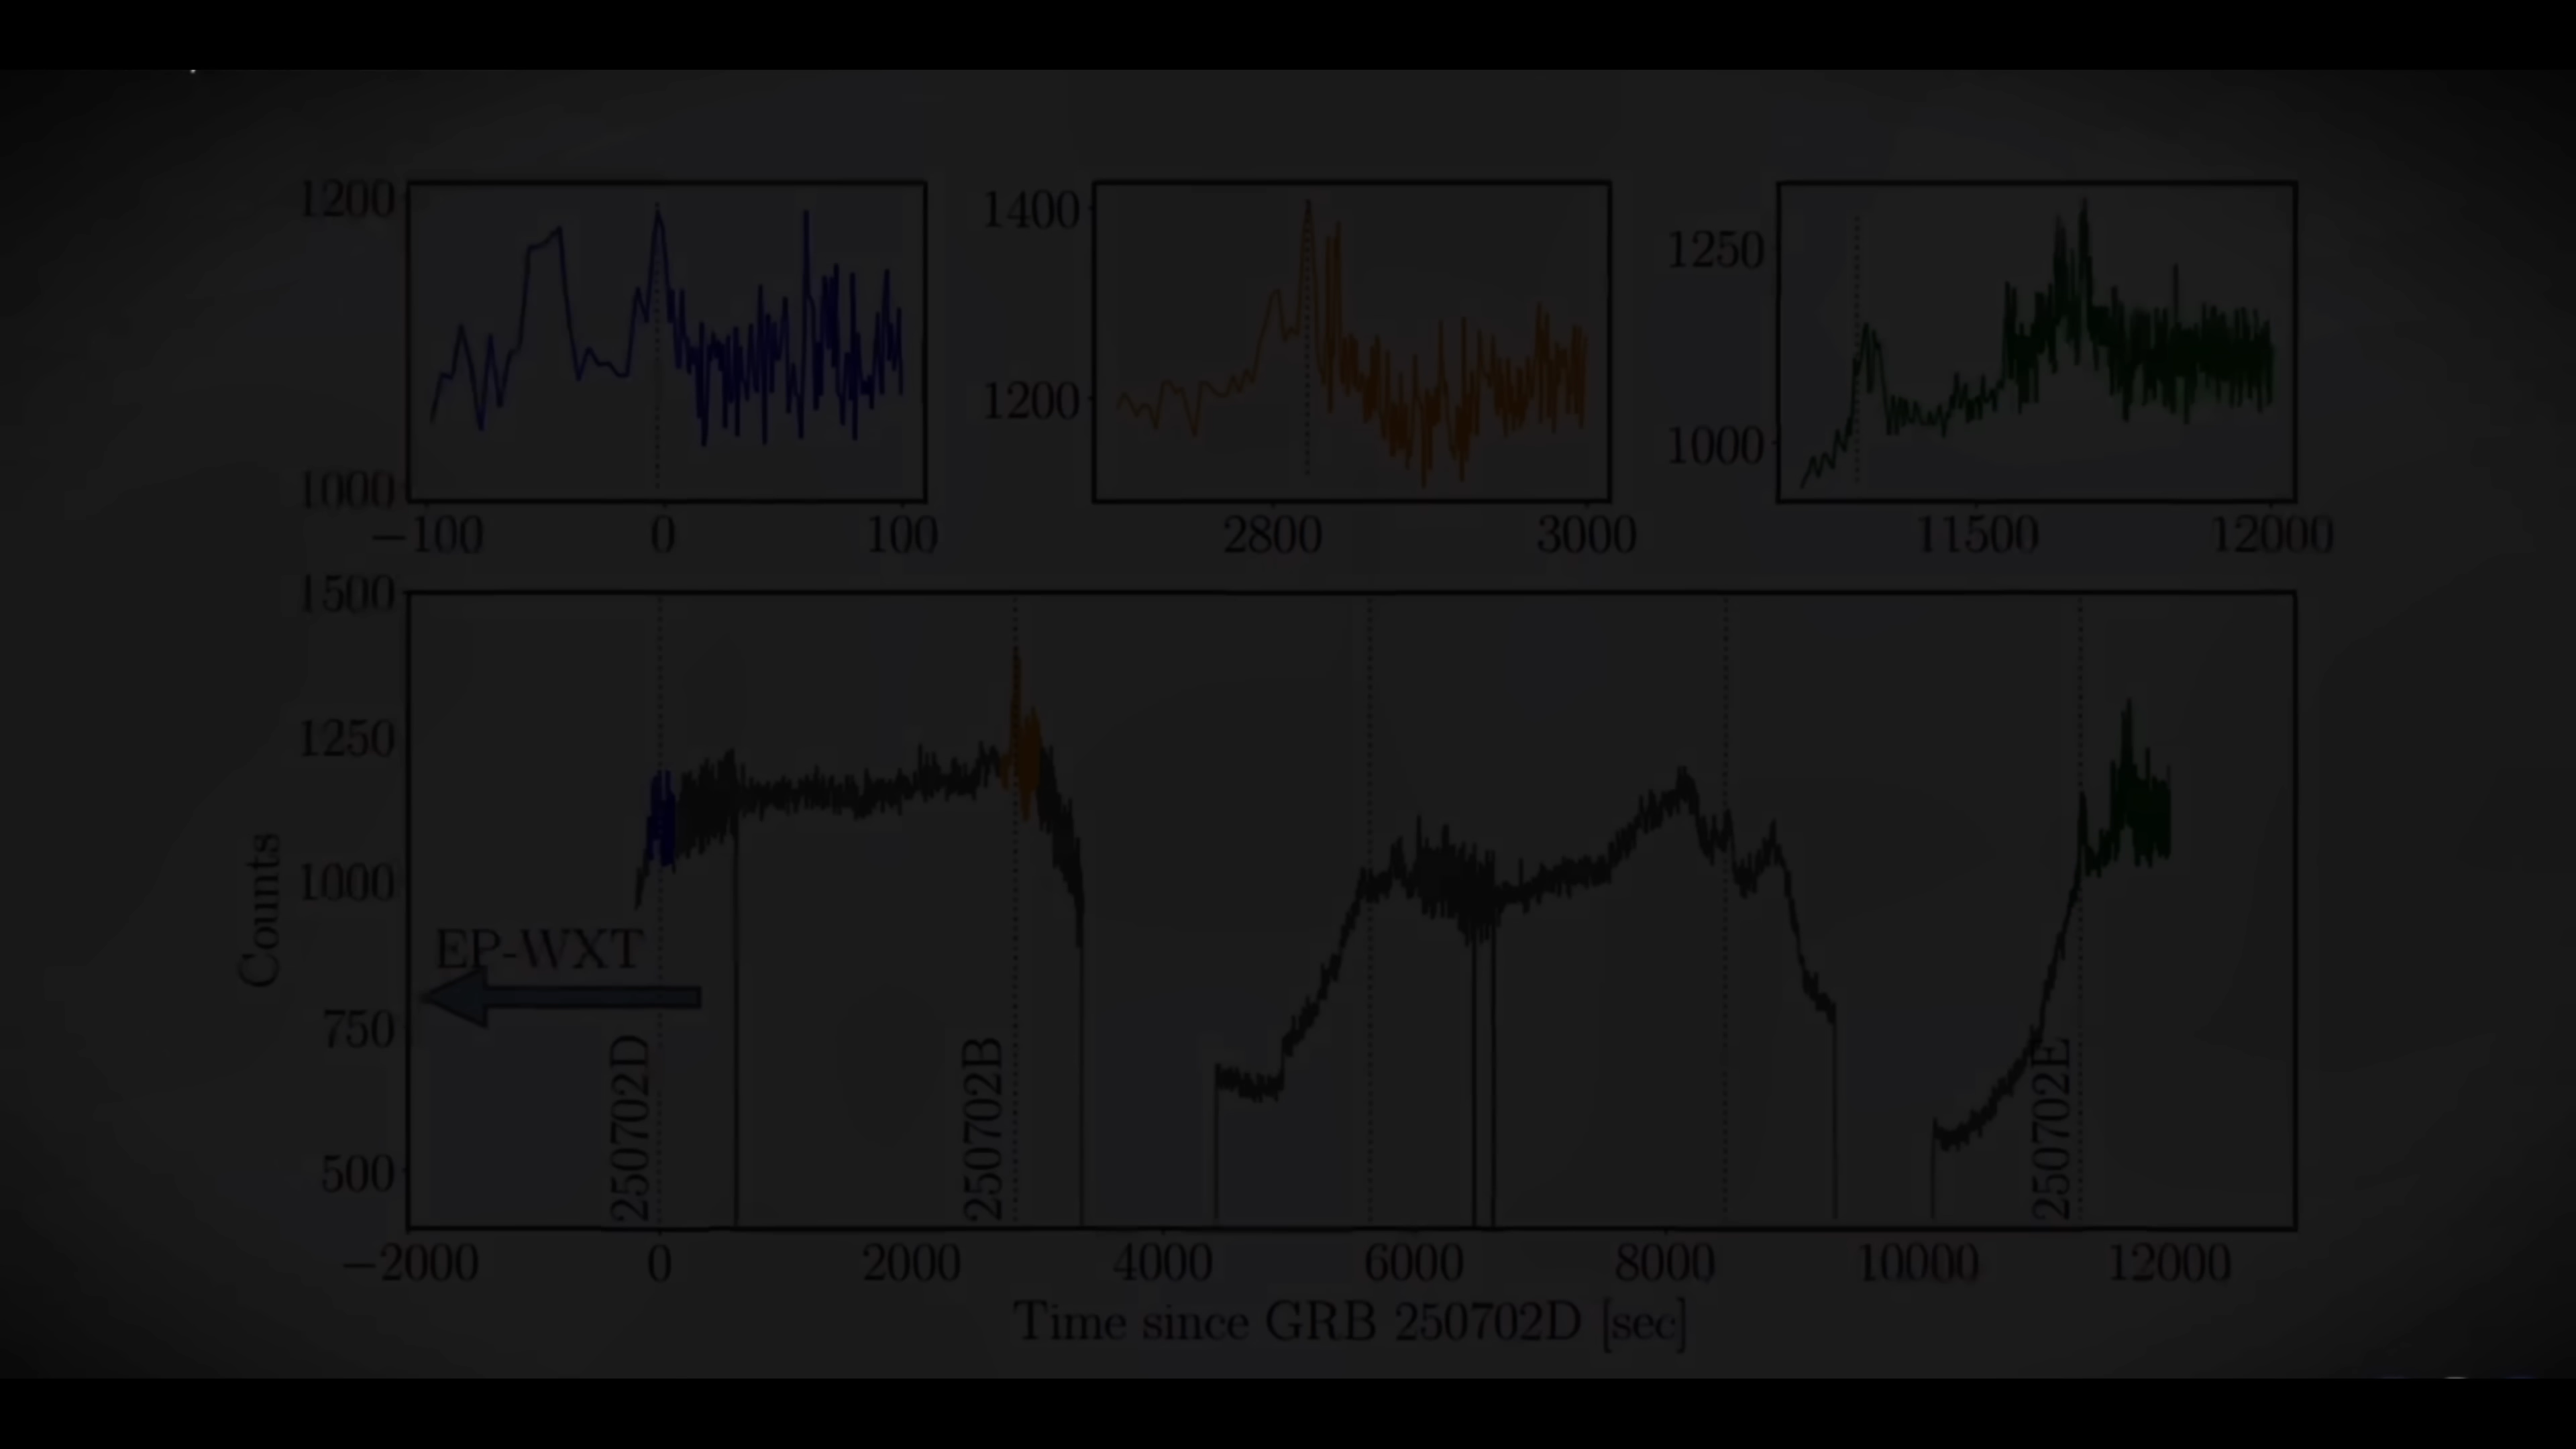 1200
1000
−100 0 100
1400
1200
2800 3000
1250
1000
11500 12000
1500
1250
1000
750
500
Counts
EP-WXT
250702D
250702B
250702E
−2000 0 2000 4000 6000 8000 10000 12000
Time since GRB 250702D [sec]